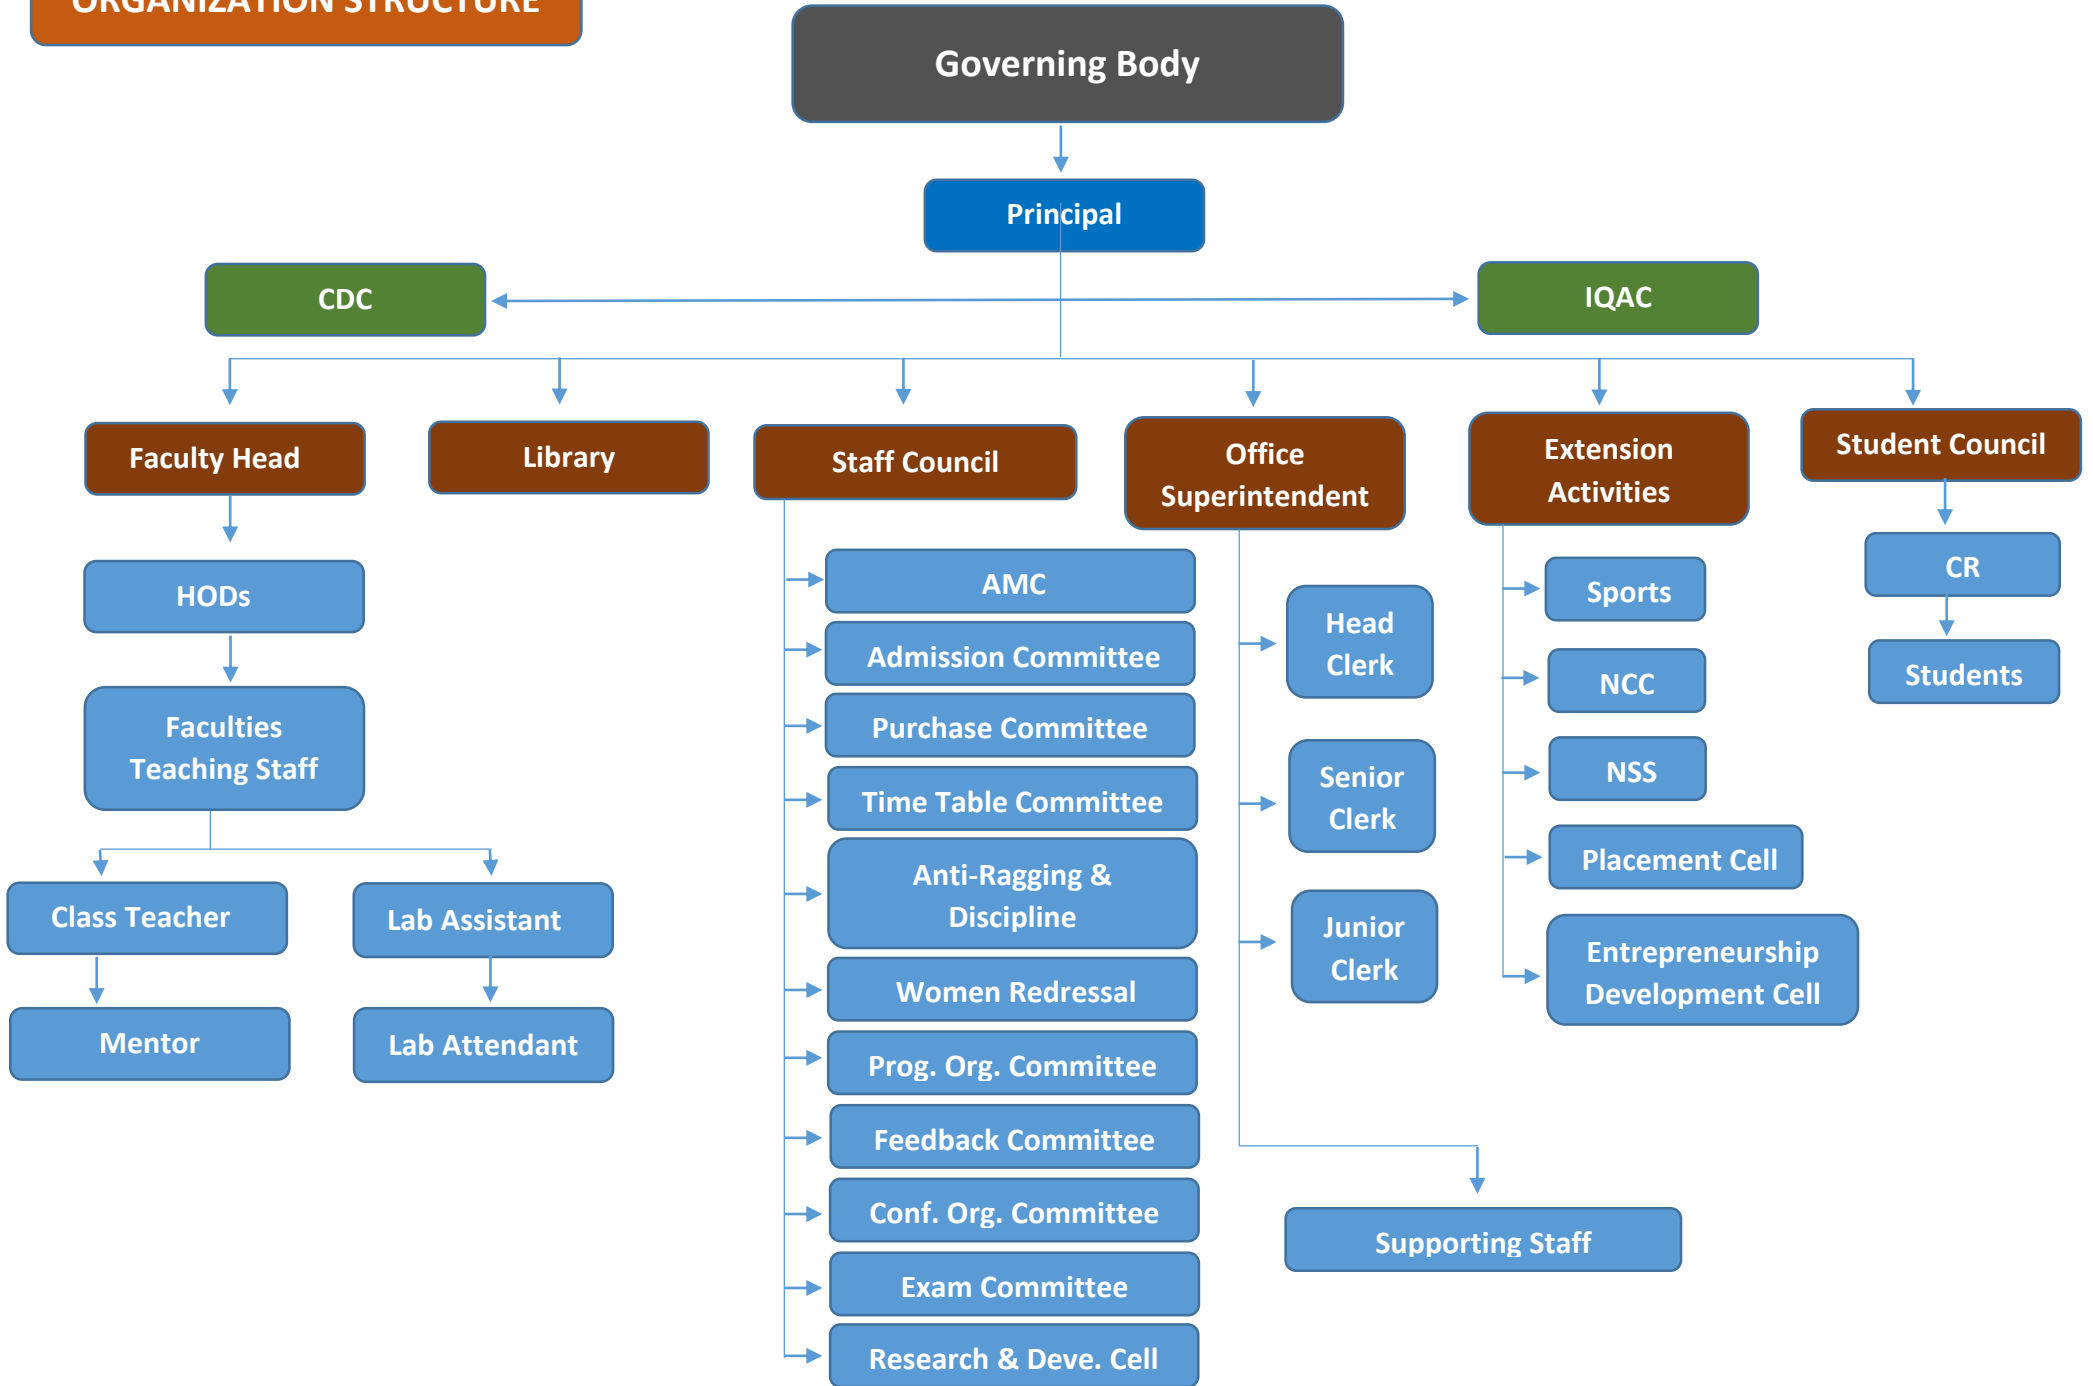 ORGANIZATION STRUCTURE
Governing Body
Principal
CDC
IQAC
Faculty Head
Library
Staff Council
Office
Superintendent
Extension
Activities
Student Council
HODs
Faculties
Teaching Staff
Class Teacher
Lab Assistant
Mentor
Lab Attendant
AMC
Admission Committee
Purchase Committee
Time Table Committee
Anti-Ragging &
Discipline
Women Redressal
Prog. Org. Committee
Feedback Committee
Conf. Org. Committee
Exam Committee
Research & Deve. Cell
Head
Clerk
Senior
Clerk
Junior
Clerk
Supporting Staff
Sports
NCC
NSS
Placement Cell
Entrepreneurship
Development Cell
CR
Students